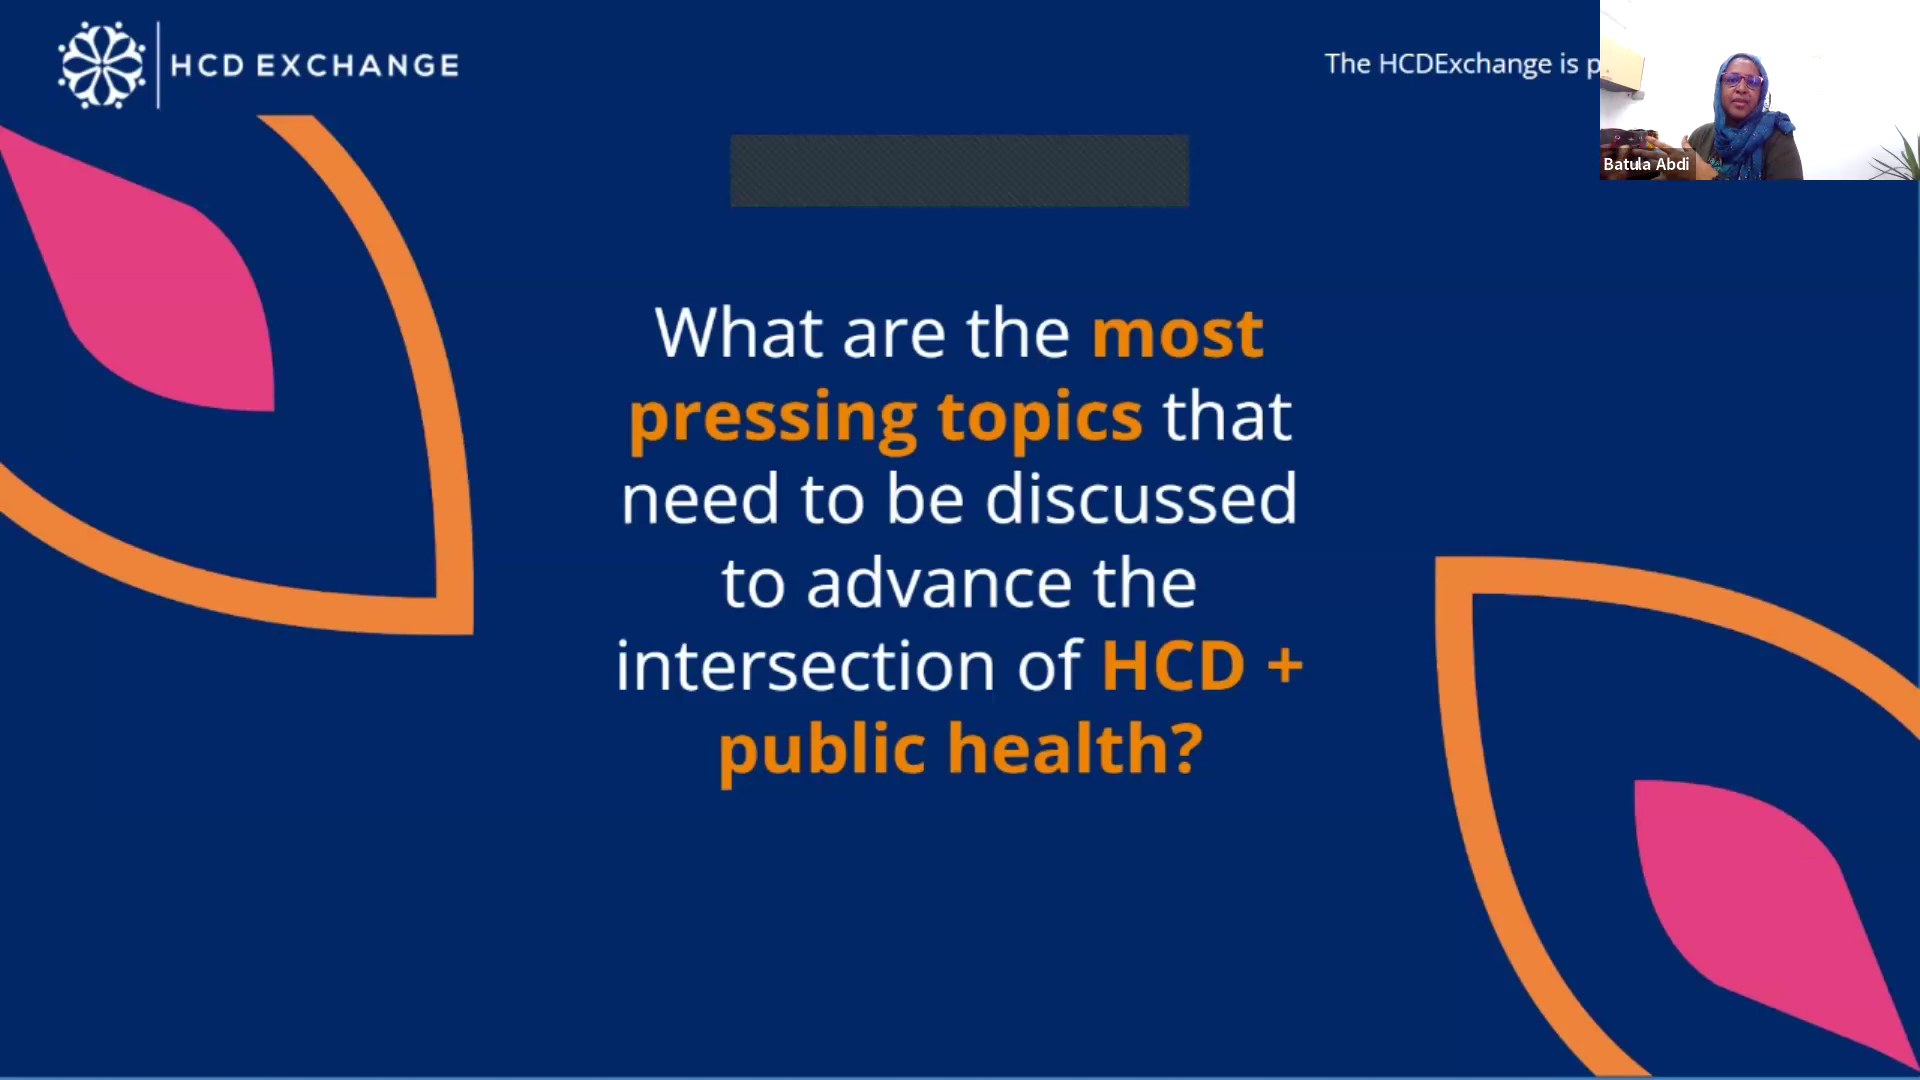 HCD EXCHANGE
The HCDExchange is p
Batula Abdi
What are the most
pressing topics that
need to be discussed
to advance the
intersection of HCD +
public health?